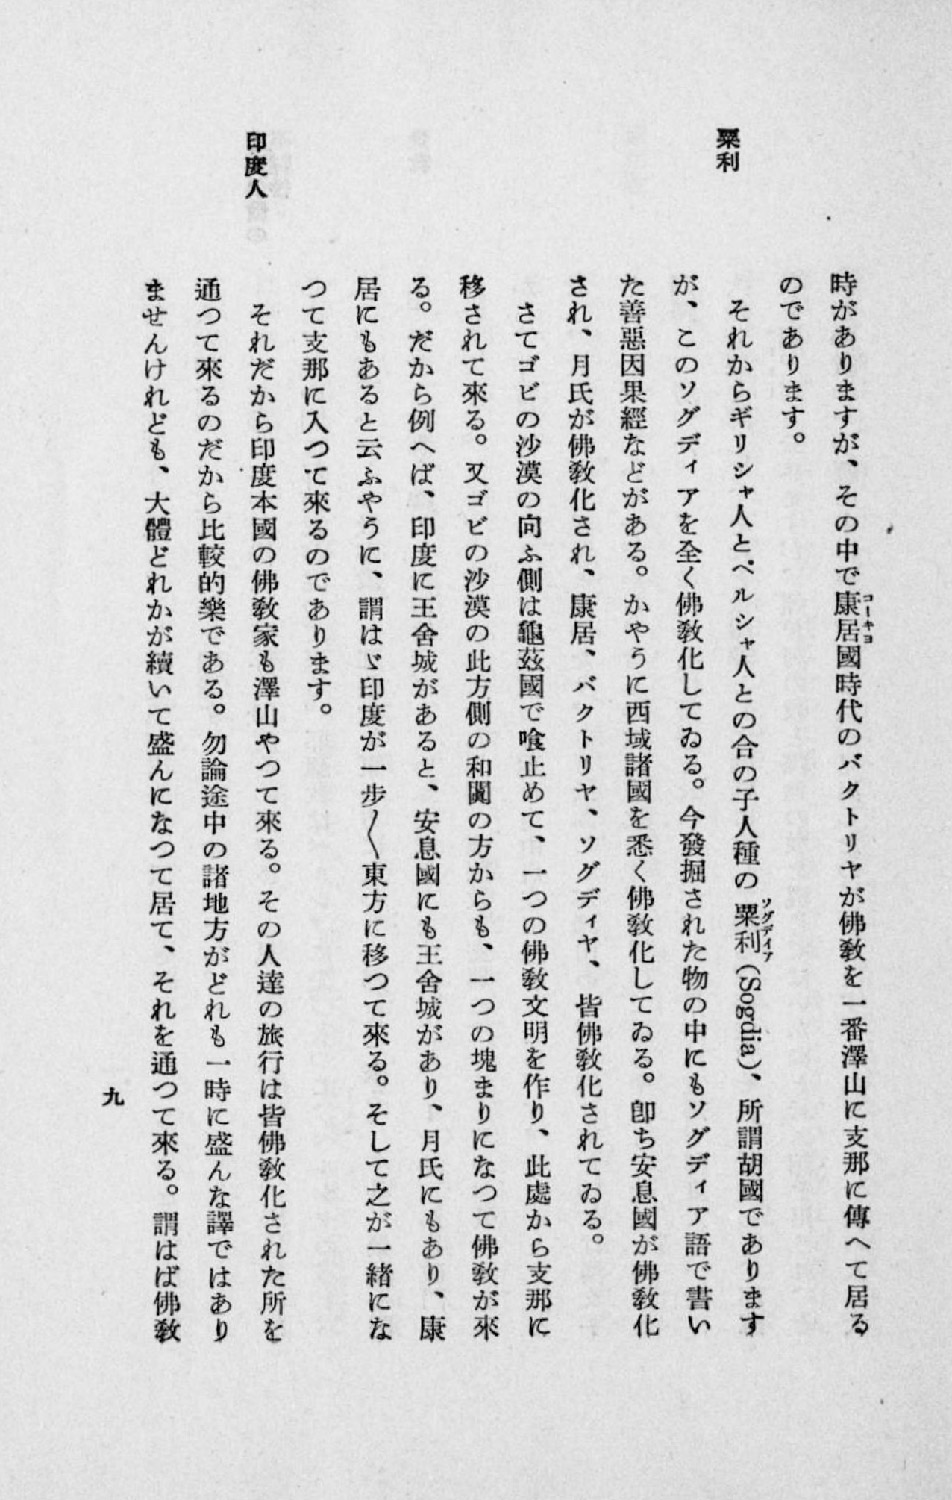 時がありますが、その中で康居國時代のバクトリヤが佛教を一番澤山に支那に傳へて居る
コーキヨ
のであります。
粟利
それからギリシャ人とペルシャ人との合の子人種の粟利(Sogdia)、所謂胡國であります
ソグデイア
が、このソグディアを全く佛教化してゐる。今發掘された物の中にもソグディア語で書い
た善惡因果經などがある。かやうに西域諸國を悉く佛教化してゐる。卽ち安息國が佛教化
され、月氏が佛教化され、康居、バクトリヤ、ソグディヤ、皆佛教化されてゐる。
さてゴビの沙漠の向ふ側は龜茲國で喰止めて、一つの佛教文明を作り、此處から支那に
移されて來る。又ゴビの沙漠の此方側の和闐の方からも、一つの塊まりになつて佛教が來
る。だから例へば、印度に王舍城があると、安息國にも王舍城があり、月氏にもあり、康
居にもあると云ふやうに、謂はゞ印度が一步〱東方に移つて來る。そして之が一緖にな
つて支那に入つて來るのであります。
印度人
それだから印度本國の佛教家も澤山やつて來る。その人達の旅行は皆佛教化された所を
通つて來るのだから比較的樂である。勿論途中の諸地方がどれも一時に盛んな譯ではあり
ませんけれども、大體どれかが續いて盛んになつて居て、それを通つて來る。謂はば佛教
九